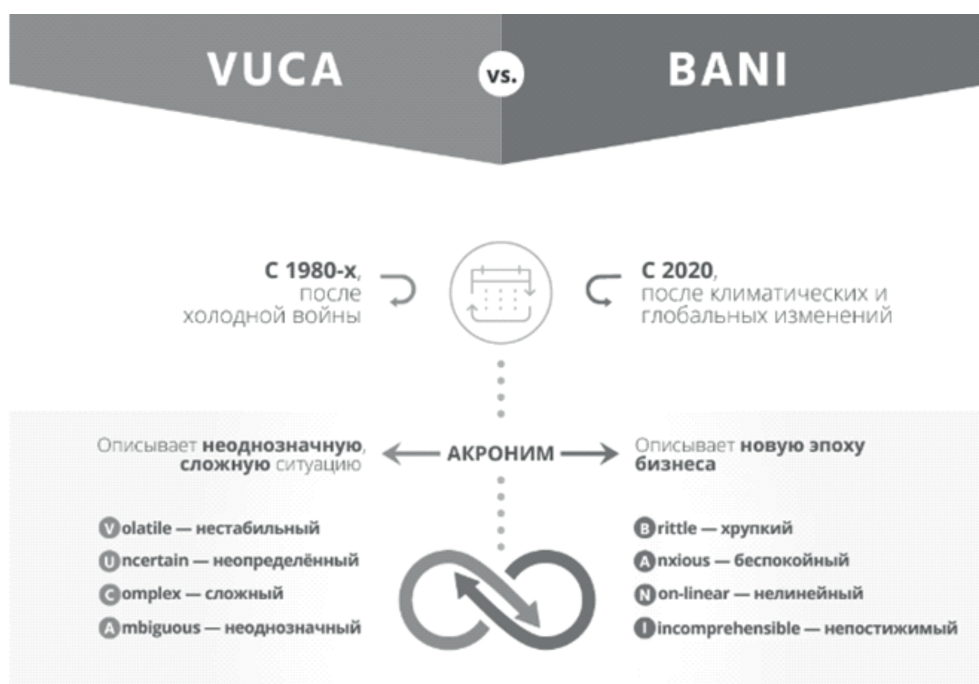 VUCA
vs.
BANI
С 1980-х,
после
холодной войны
С 2020,
после климатических и
глобальных изменений
Описывает неоднозначную,
сложную ситуацию
АКРОНИМ
Описывает новую эпоху
бизнеса
Volatile — нестабильный
Uncertain — неопределённый
Complex — сложный
Ambiguous — неоднозначный
Brittle — хрупкий
Anxious — беспокойный
Non-linear — нелинейный
Iincomprehensible — непостижимый